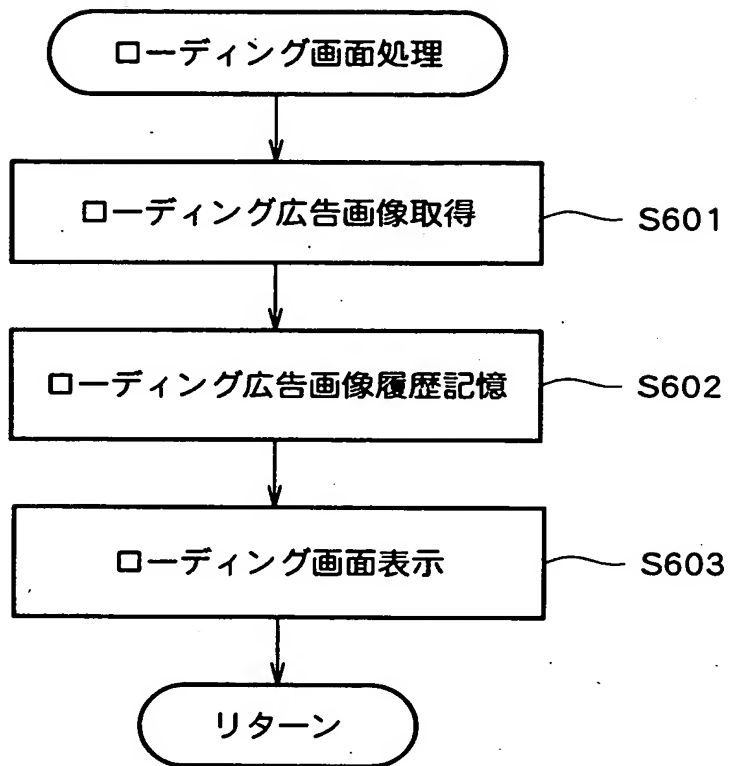 ローディング画面処理
ローディング広告画像取得
S601
ローディング広告画像履歴記憶
S602
ローディング画面表示
S603
リターン